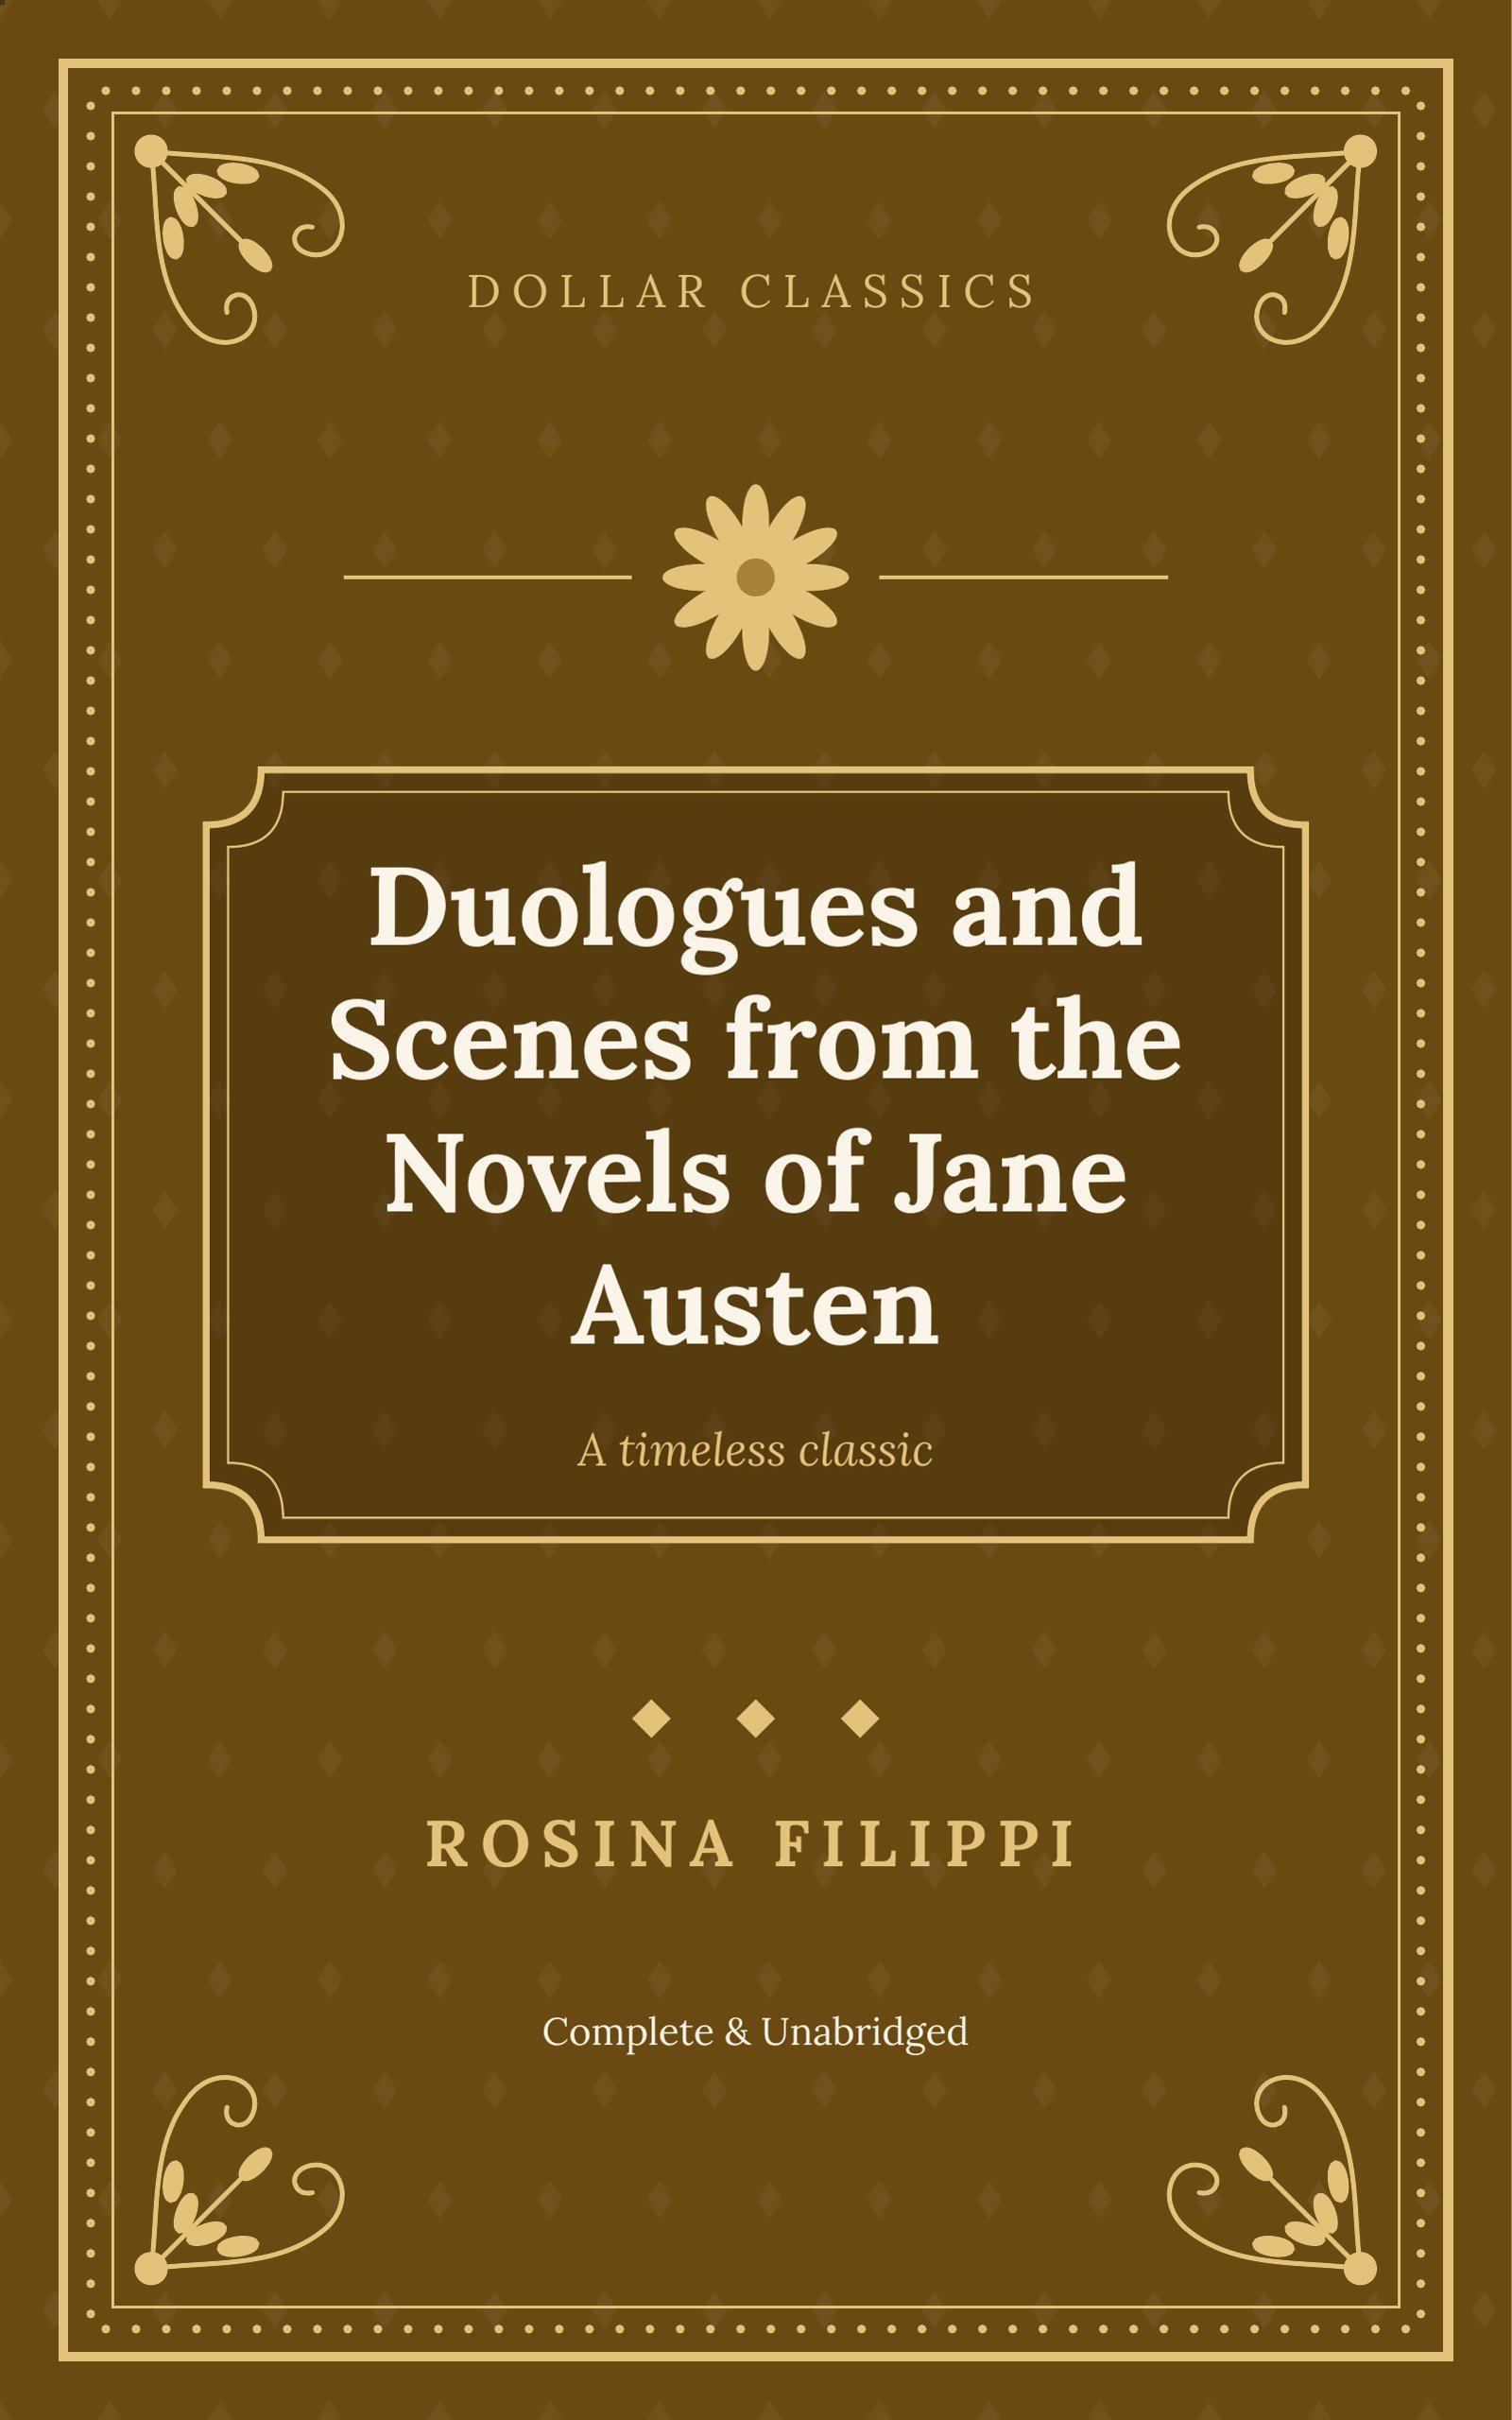 DOLLAR CLASSICS
Duologues and
Scenes from the
Novels of Jane
Austen
A timeless classic
ROSINA FILIPPI
Complete & Unabridged